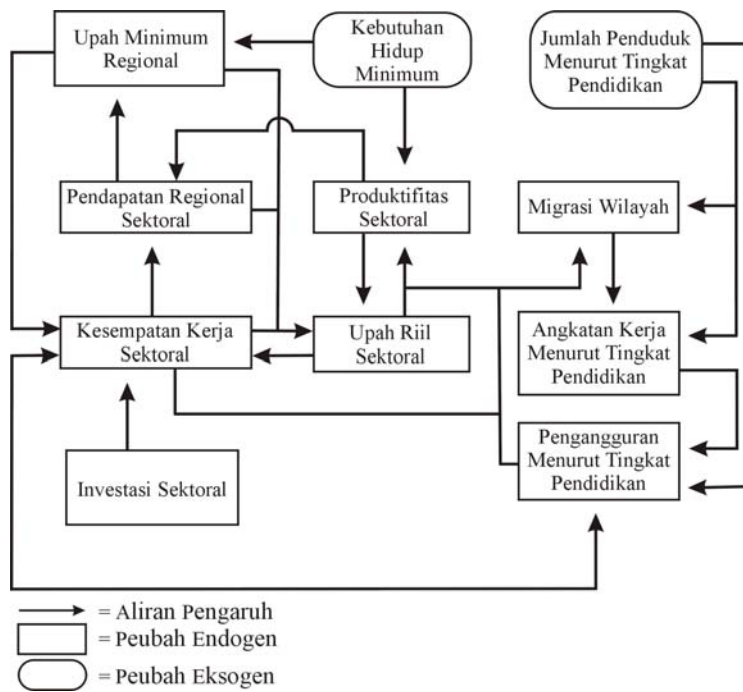 Upah Minimum
Regional
Kebutuhan
Hidup
Minimum
Jumlah Penduduk
Menurut Tingkat
Pendidikan
Pendapatan Regional
Sektoral
Produktifitas
Sektoral
Migrasi Wilayah
Kesempatan Kerja
Sektoral
Upah Riil
Sektoral
Angkatan Kerja
Menurut Tingkat
Pendidikan
Investasi Sektoral
Pengangguran
Menurut Tingkat
Pendidikan
= Aliran Pengaruh
= Peubah Endogen
= Peubah Eksogen